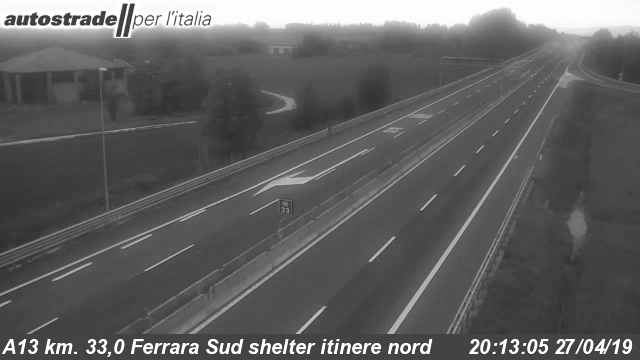 autostrade//per l'italia
33
A13 km. 33,0 Ferrara Sud shelter itinere nord 20:13:05 27/04/19